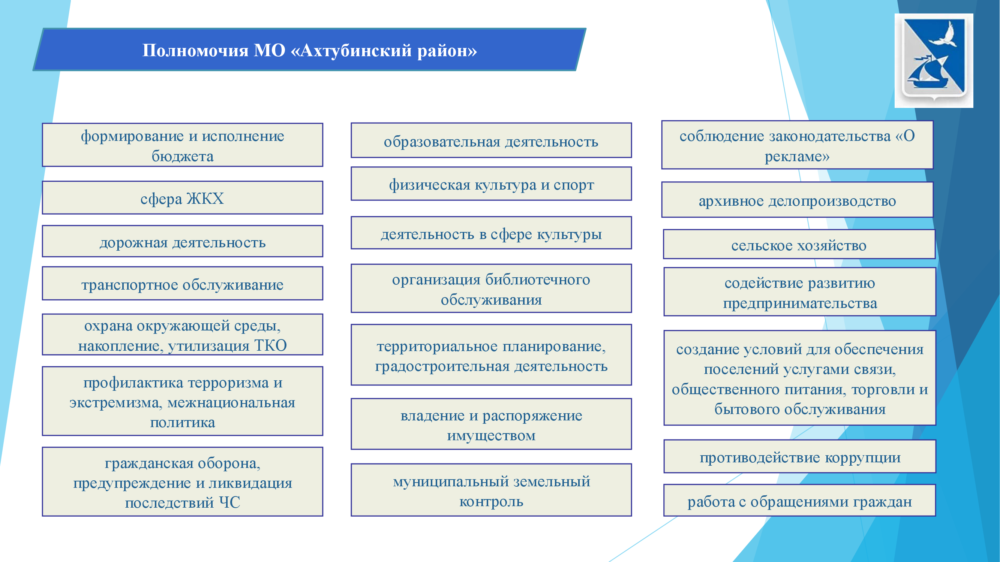 Полномочия МО «Ахтубинский район»
формирование и исполнение
бюджета
сфера ЖКХ
дорожная деятельность
транспортное обслуживание
охрана окружающей среды,
накопление, утилизация ТКО
профилактика терроризма и
экстремизма, межнациональная
политика
гражданская оборона,
предупреждение и ликвидация
последствий ЧС
образовательная деятельность
физическая культура и спорт
деятельность в сфере культуры
организация библиотечного
обслуживания
территориальное планирование,
градостроительная деятельность
владение и распоряжение
имуществом
муниципальный земельный
контроль
соблюдение законодательства «О
рекламе»
архивное делопроизводство
сельское хозяйство
содействие развитию
предпринимательства
создание условий для обеспечения
поселений услугами связи,
общественного питания, торговли и
бытового обслуживания
противодействие коррупции
работа с обращениями граждан